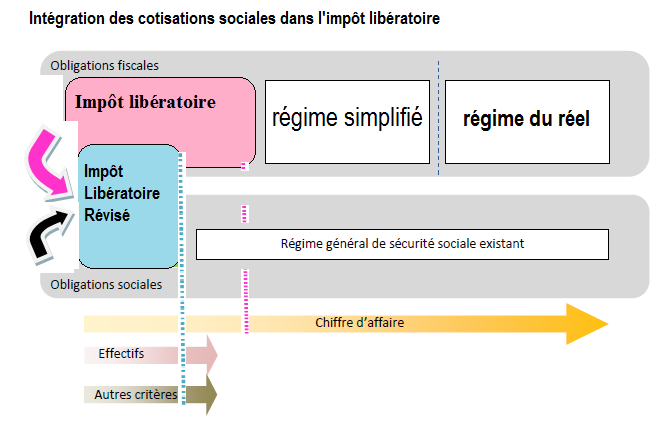 Intégration des cotisations sociales dans l'impôt libératoire
Obligations fiscales
Impôt libératoire
régime simplifié
régime du réel
Impôt
Libératoire
Révisé
Régime général de sécurité sociale existant
Obligations sociales
Chiffre d'affaire
Effectifs
Autres critères